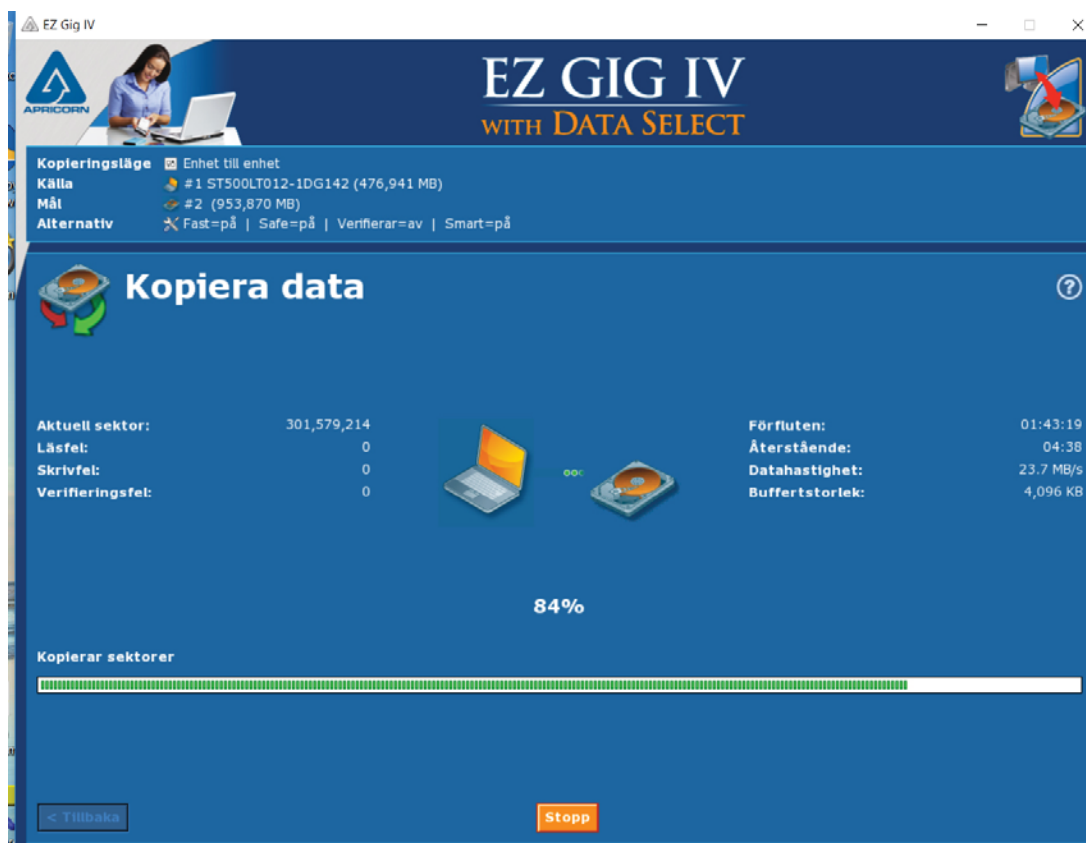 EZ Gig IV
APRICORN
EZ GIG IV
WITH DATA SELECT
Kopieringsläge Enhet till enhet
Källa #1 ST500LT012-1DG142 (476,941 MB)
Mål #2 (953,870 MB)
Alternativ Fast=på | Safe=på | Verifierar=av | Smart=på
Kopiera data
?
Aktuell sektor: 301,579,214
Läsfel: 0
Skrivfel: 0
Verifieringsfel: 0
Förfluten: 01:43:19
Återstående: 04:38
Datahastighet: 23.7 MB/s
Buffertstorlek: 4,096 KB
84%
Kopierar sektorer
< Tillbaka
Stopp